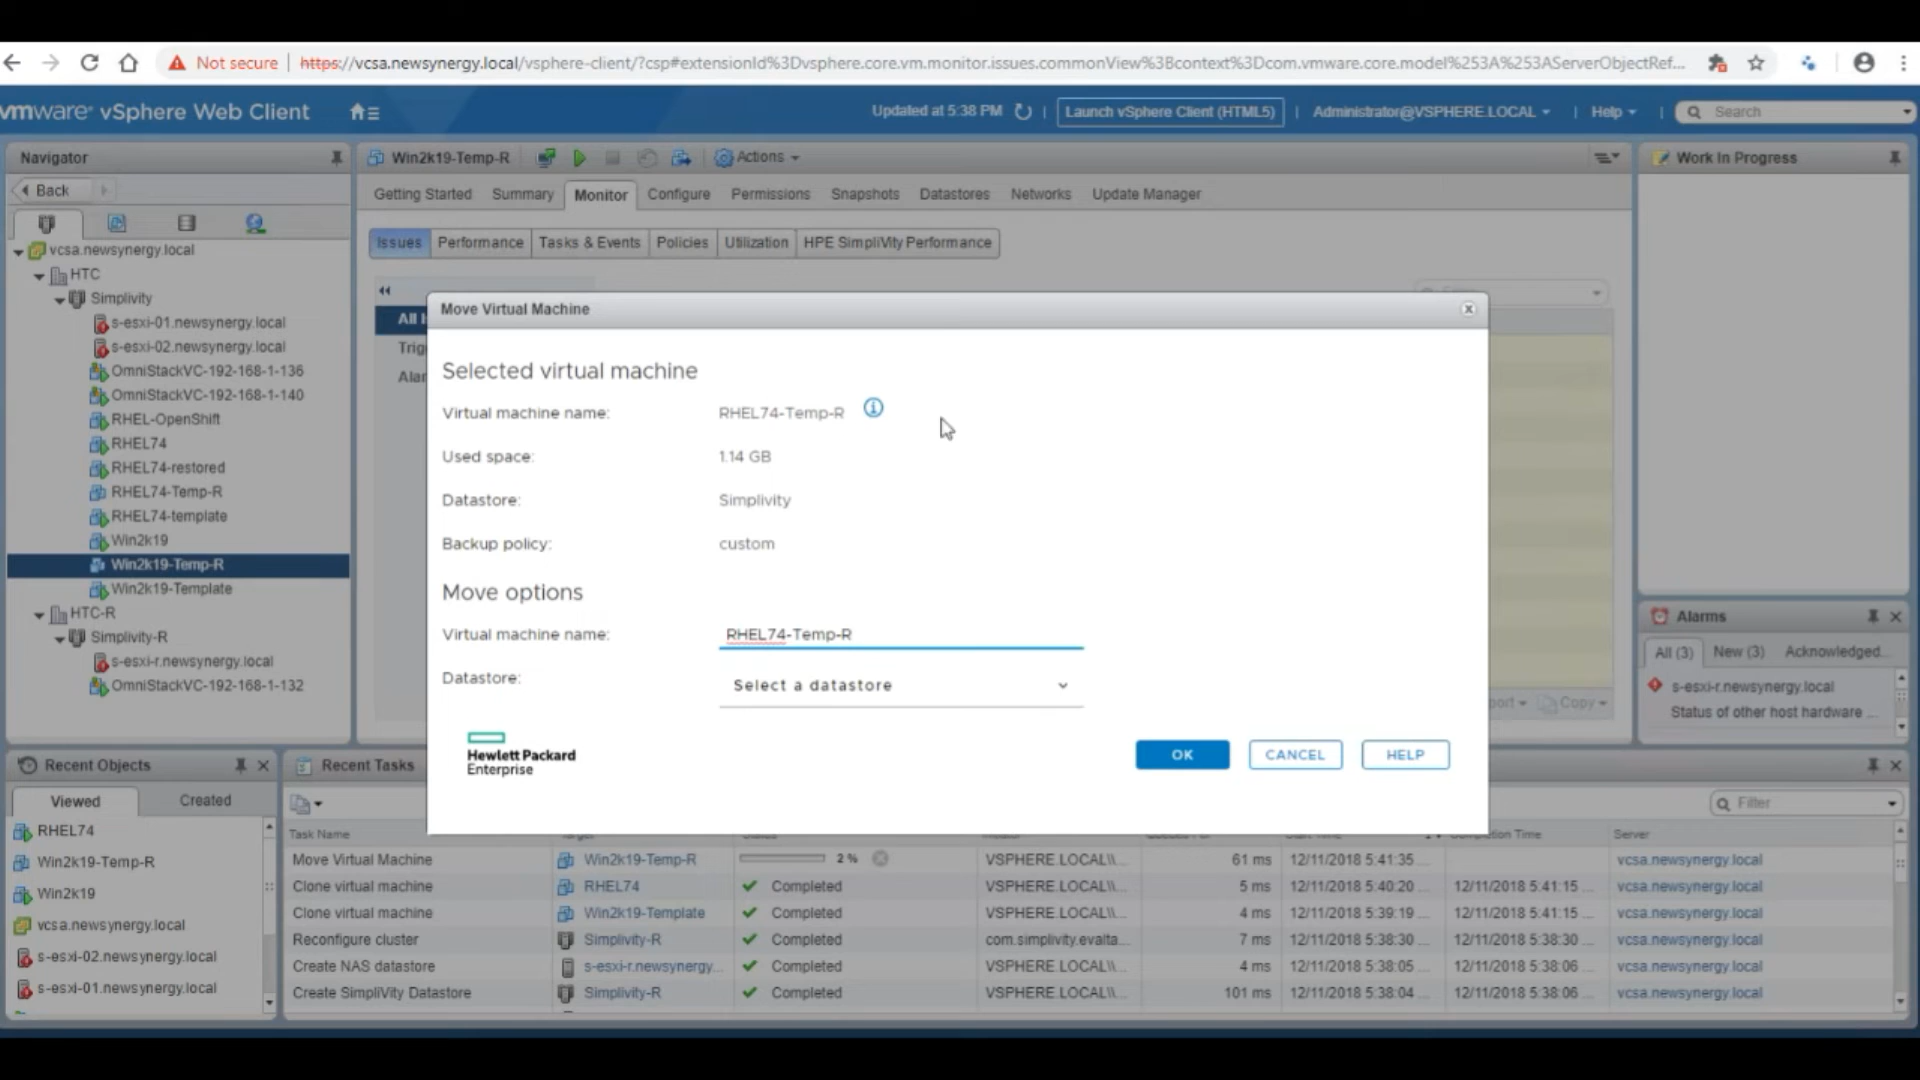 Not secure | https://vcsa.newsynergy.local/vsphere-client/?csp#extensionId%3Dvsphere.core.vm.monitor.issues.commonView%3Bcontext%3Dcom.vmware.core.model%253A%253AServerObjectRef...
vmware® vSphere Web Client
Updated at 5:38 PM | Launch vSphere Client (HTML5) | Administrator@VSPHERE.LOCAL | Help | Search
Navigator
Back
vcsa.newsynergy.local
HTC
Simplivity
s-esxi-01.newsynergy.local
s-esxi-02.newsynergy.local
OmniStackVC-192-168-1-136
OmniStackVC-192-168-1-140
RHEL-OpenShift
RHEL74
RHEL74-restored
RHEL74-Temp-R
RHEL74-template
Win2k19
Win2k19-Temp-R
Win2k19-Template
HTC-R
Simplivity-R
s-esxi-r.newsynergy.local
OmniStackVC-192-168-1-132
Win2k19-Temp-R Actions
Getting Started Summary Monitor Configure Permissions Snapshots Datastores Networks Update Manager
Issues Performance Tasks & Events Policies Utilization HPE SimpliVity Performance
All
Trig
Alar
Move Virtual Machine
Selected virtual machine
Virtual machine name: RHEL74-Temp-R
Used space: 1.14 GB
Datastore: Simplivity
Backup policy: custom
Move options
Virtual machine name: RHEL74-Temp-R
Datastore: Select a datastore
Hewlett Packard
Enterprise
OK CANCEL HELP
port Copy
Work In Progress
Alarms
All (3) New (3) Acknowledged...
s-esxi-r.newsynergy.local
Status of other host hardware ...
Recent Objects
Viewed Created
RHEL74
Win2k19-Temp-R
Win2k19
vcsa.newsynergy.local
s-esxi-02.newsynergy.local
s-esxi-01.newsynergy.local
Recent Tasks
Filter
Task Name Completion Time Server
Move Virtual Machine Win2k19-Temp-R 2 % VSPHERE.LOCAL\\... 61 ms 12/11/2018 5:41:35 ... vcsa.newsynergy.local
Clone virtual machine RHEL74 Completed VSPHERE.LOCAL\\... 5 ms 12/11/2018 5:40:20 ... 12/11/2018 5:41:15 ... vcsa.newsynergy.local
Clone virtual machine Win2k19-Template Completed VSPHERE.LOCAL\\... 4 ms 12/11/2018 5:39:19 ... 12/11/2018 5:41:15 ... vcsa.newsynergy.local
Reconfigure cluster Simplivity-R Completed com.simplivity.evalta... 7 ms 12/11/2018 5:38:30 ... 12/11/2018 5:38:30 ... vcsa.newsynergy.local
Create NAS datastore s-esxi-r.newsynergy... Completed VSPHERE.LOCAL\\... 4 ms 12/11/2018 5:38:05 ... 12/11/2018 5:38:06 ... vcsa.newsynergy.local
Create SimpliVity Datastore Simplivity-R Completed VSPHERE.LOCAL\\... 101 ms 12/11/2018 5:38:04 ... 12/11/2018 5:38:06 ... vcsa.newsynergy.local